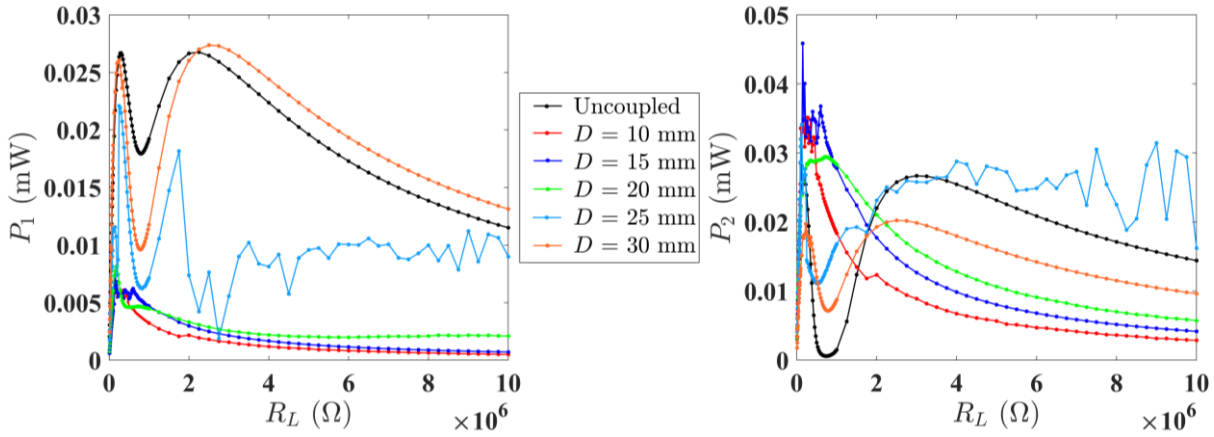 0.03
0.025
0.02
0.015
0.01
0.005
0
P1 (mW)
0 2 4 6 8 10
RL (Ω)
×10^6
Uncoupled
D = 10 mm
D = 15 mm
D = 20 mm
D = 25 mm
D = 30 mm
0.05
0.04
0.03
0.02
0.01
0
P2 (mW)
0 2 4 6 8 10
RL (Ω)
×10^6